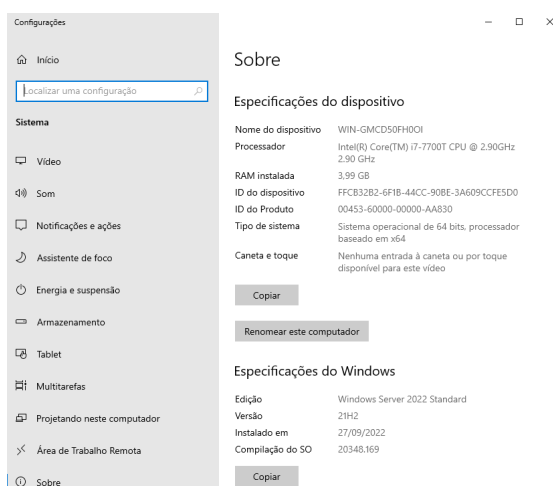 Configurações
Início
Localizar uma configuração
Sistema
Vídeo
Som
Notificações e ações
Assistente de foco
Energia e suspensão
Armazenamento
Tablet
Multitarefas
Projetando neste computador
Área de Trabalho Remota
Sobre
Sobre
Especificações do dispositivo
Nome do dispositivo WIN-GMCD50FH0OI
Processador Intel(R) Core(TM) i7-7700T CPU @ 2.90GHz
2.90 GHz
RAM instalada 3,99 GB
ID do dispositivo FFCB32B2-6F1B-44CC-90BE-3A609CCFE5D0
ID do Produto 00453-60000-00000-AA830
Tipo de sistema Sistema operacional de 64 bits, processador
baseado em x64
Caneta e toque Nenhuma entrada à caneta ou por toque
disponível para este vídeo
Copiar
Renomear este computador
Especificações do Windows
Edição Windows Server 2022 Standard
Versão 21H2
Instalado em 27/09/2022
Compilação do SO 20348.169
Copiar